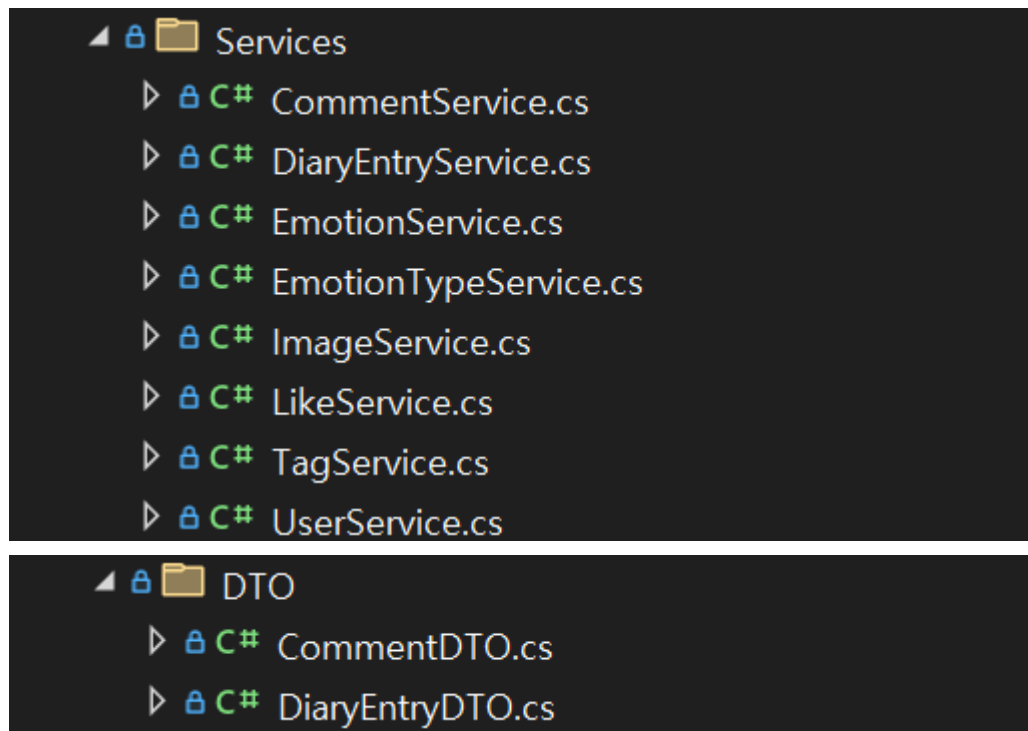 Services
C# CommentService.cs
C# DiaryEntryService.cs
C# EmotionService.cs
C# EmotionTypeService.cs
C# ImageService.cs
C# LikeService.cs
C# TagService.cs
C# UserService.cs
DTO
C# CommentDTO.cs
C# DiaryEntryDTO.cs